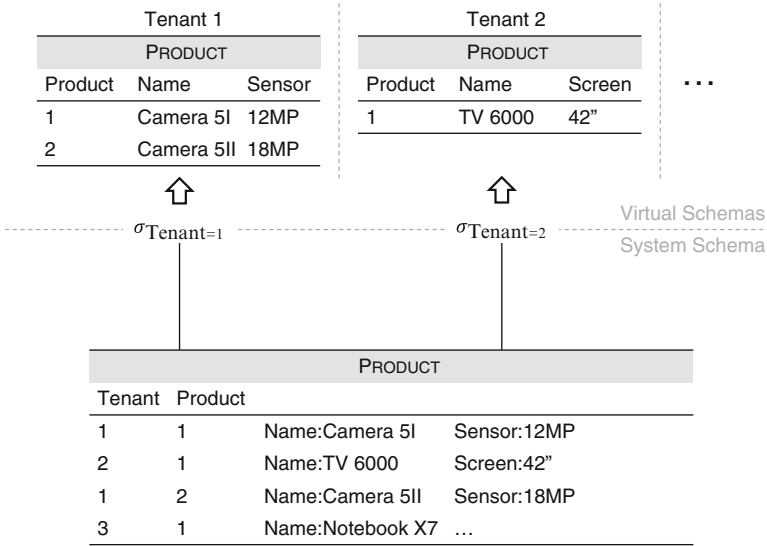 Tenant 1 Tenant 2
PRODUCT PRODUCT
Product Name Sensor Product Name Screen ...
1 Camera 5I 12MP 1 TV 6000 42”
2 Camera 5II 18MP
Virtual Schemas
σTenant=1 σTenant=2
System Schema
PRODUCT
Tenant Product
1 1 Name:Camera 5I Sensor:12MP
2 1 Name:TV 6000 Screen:42”
1 2 Name:Camera 5II Sensor:18MP
3 1 Name:Notebook X7 …